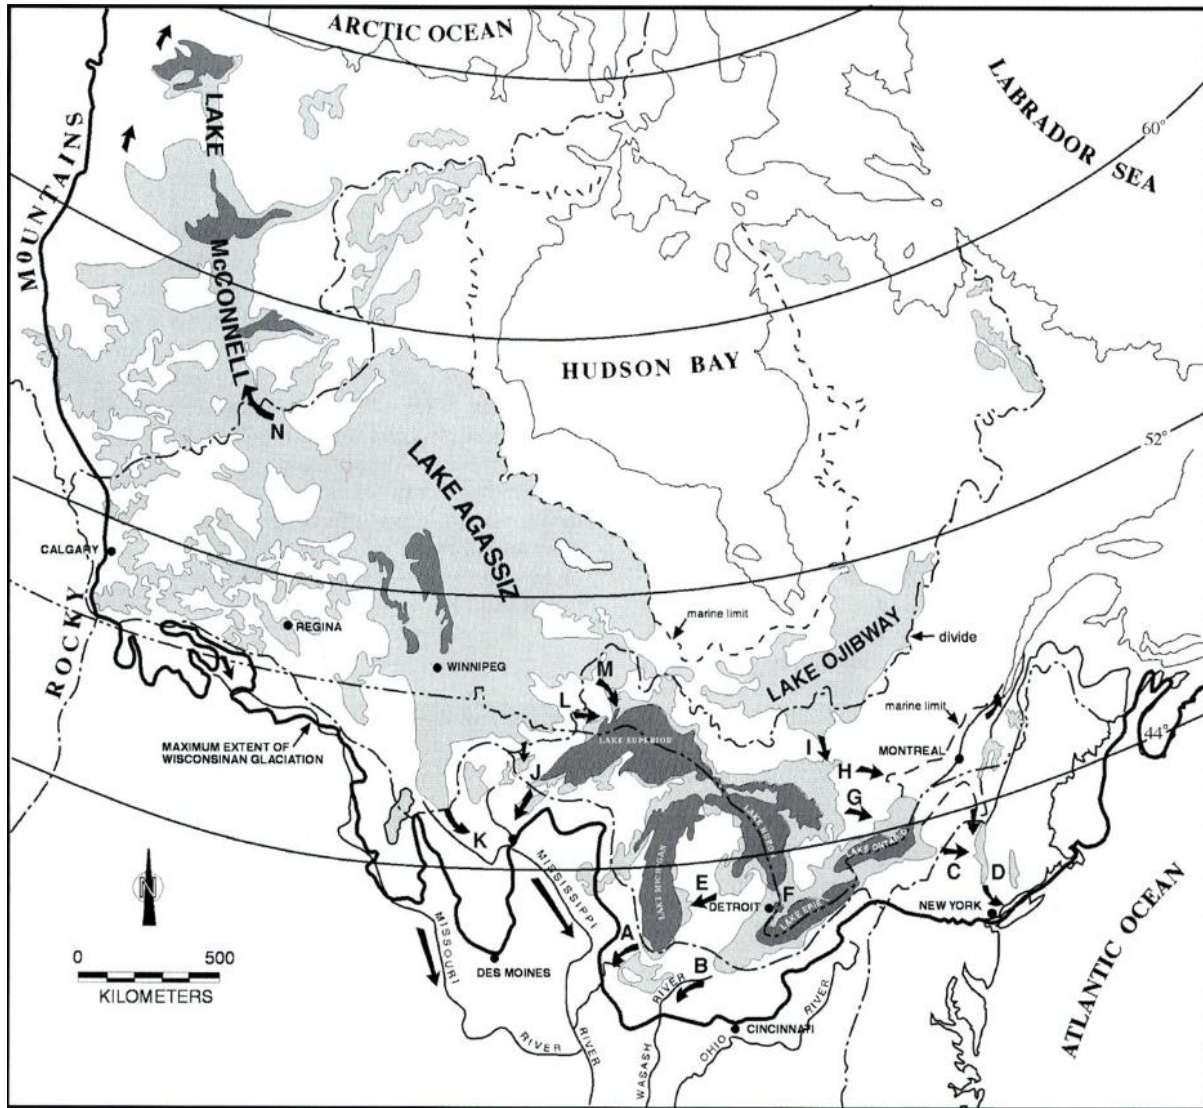 ARCTIC OCEAN
LABRADOR SEA
60°
LAKE
MOUNTAINS
McCONNELL
HUDSON BAY
N
52°
LAKE AGASSIZ
CALGARY
REGINA
ROCKY
WINNIPEG
marine limit
divide
LAKE OJIBWAY
M
L
LAKE SUPERIOR
marine limit
44°
MAXIMUM EXTENT OF
WISCONSINAN GLACIATION
MONTREAL
I
H
J
G
K
LAKE HURON
LAKE ONTARIO
MISSISSIPPI
LAKE MICHIGAN
C
D
E
F
DETROIT
LAKE ERIE
NEW YORK
N
A
B
MISSOURI
DES MOINES
0 500
KILOMETERS
RIVER
RIVER
RIVER
RIVER
CINCINNATI
OHIO
WABASH
ATLANTIC OCEAN